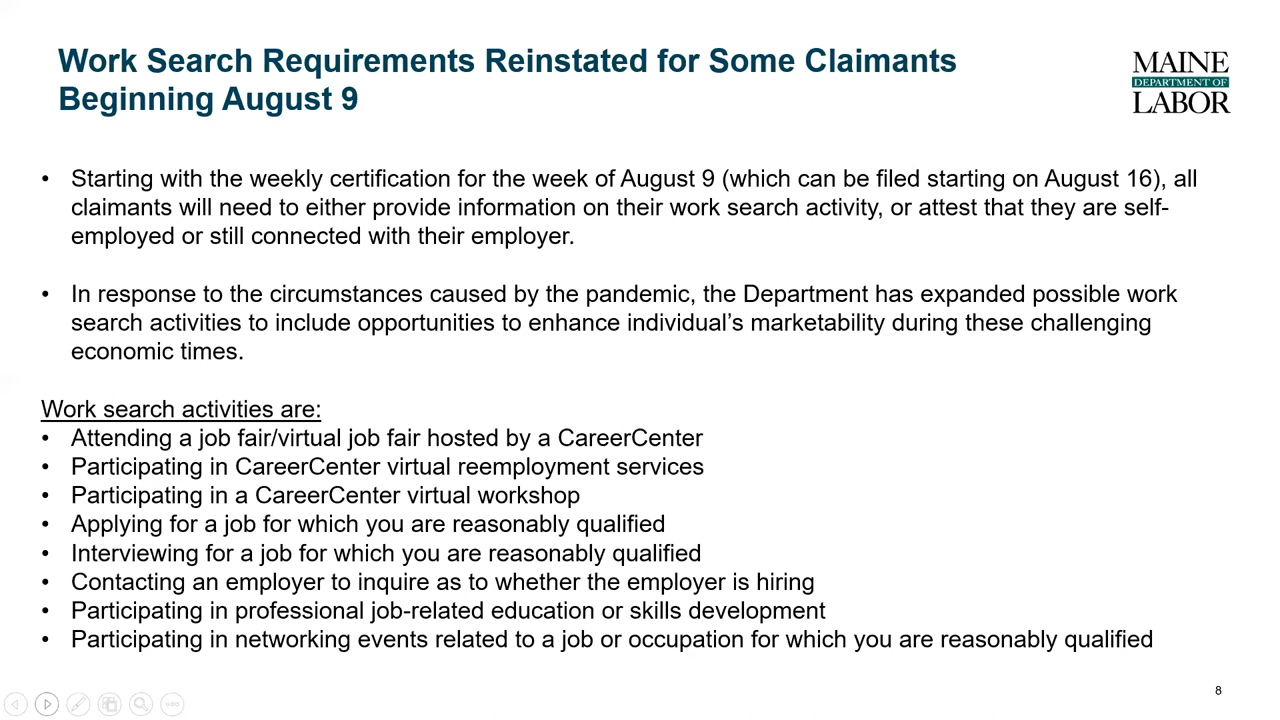 Work Search Requirements Reinstated for Some Claimants
Beginning August 9
MAINE
DEPARTMENT OF
LABOR
• Starting with the weekly certification for the week of August 9 (which can be filed starting on August 16), all
claimants will need to either provide information on their work search activity, or attest that they are self-
employed or still connected with their employer.
• In response to the circumstances caused by the pandemic, the Department has expanded possible work
search activities to include opportunities to enhance individual’s marketability during these challenging
economic times.
Work search activities are:
• Attending a job fair/virtual job fair hosted by a CareerCenter
• Participating in CareerCenter virtual reemployment services
• Participating in a CareerCenter virtual workshop
• Applying for a job for which you are reasonably qualified
• Interviewing for a job for which you are reasonably qualified
• Contacting an employer to inquire as to whether the employer is hiring
• Participating in professional job-related education or skills development
• Participating in networking events related to a job or occupation for which you are reasonably qualified
8